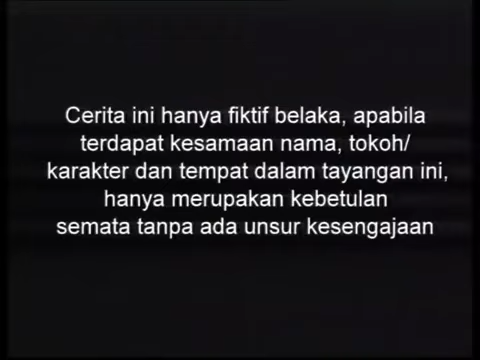 Cerita ini hanya fiktif belaka, apabila
terdapat kesamaan nama, tokoh/
karakter dan tempat dalam tayangan ini,
hanya merupakan kebetulan
semata tanpa ada unsur kesengajaan